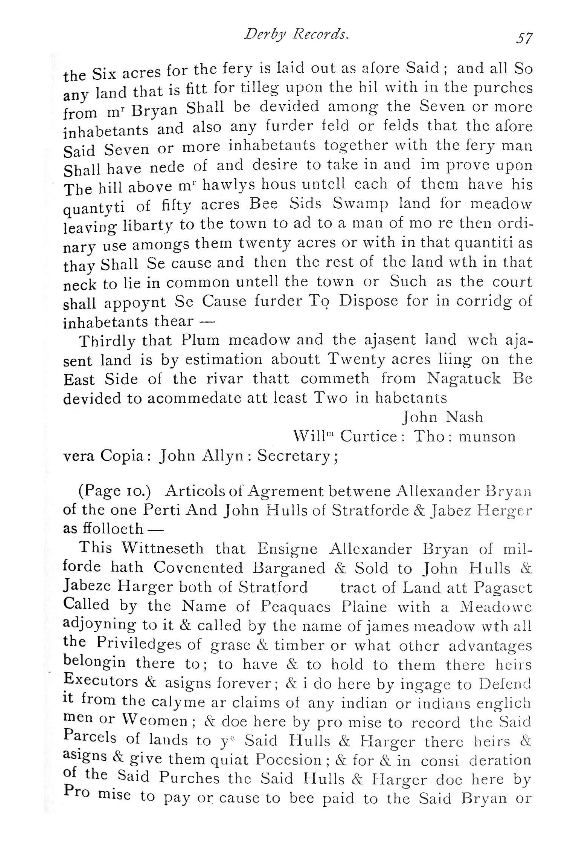 Derby Records. 57
the Six acres for the fery is laid out as afore Said ; and all So
any land that is fitt for tilleg upon the hil with in the purches
from mʳ Bryan Shall be devided among the Seven or more
inhabetants and also any furder feld or felds that the afore
Said Seven or more inhabetants together with the fery man
Shall have nede of and desire to take in and im prove upon
The hill above mʳ hawlys hous untell each of them have his
quantyti of fifty acres Bee Sids Swamp land for meadow
leaving libarty to the town to ad to a man of mo re then ordi-
nary use amongs them twenty acres or with in that quantiti as
thay Shall Se cause and then the rest of the land wth in that
neck to lie in common untell the town or Such as the court
shall appoynt Se Cause furder To Dispose for in corridg of
inhabetants thear —
Thirdly that Plum meadow and the ajasent land wch aja-
sent land is by estimation aboutt Twenty acres liing on the
East Side of the rivar thatt commeth from Nagatuck Be
devided to acommedate att least Two in habetants
John Nash
Willᵐ Curtice : Tho : munson
vera Copia : John Allyn : Secretary ;
(Page 10.) Articols of Agrement betwene Allexander Bryan
of the one Perti And John Hulls of Stratforde & Jabez Herger
as ffolloeth —
This Wittneseth that Ensigne Allexander Bryan of mil-
forde hath Covenented Barganed & Sold to John Hulls &
Jabeze Harger both of Stratford tract of Land att Pagaset
Called by the Name of Peaquaes Plaine with a Meadowe
adjoyning to it & called by the name of james meadow wth all
the Priviledges of grase & timber or what other advantages
belongin there to ; to have & to hold to them there heirs
Executors & asigns forever ; & i do here by ingage to Defend
it from the calyme ar claims of any indian or indians englich
men or Weomen ; & doe here by pro mise to record the Said
Parcels of lands to yᵉ Said Hulls & Harger there heirs &
asigns & give them quiat Pocesion ; & for & in consi deration
of the Said Purches the Said Hulls & Harger doe here by
Pro mise to pay or cause to bee paid to the Said Bryan or